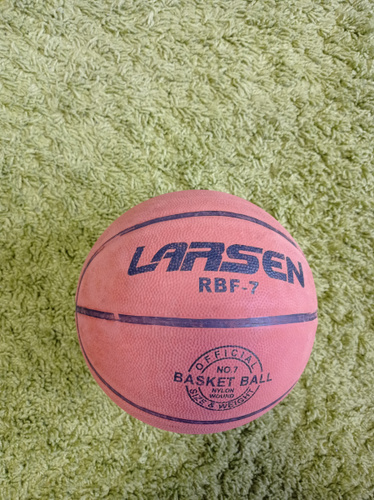 LARSEN
RBF-7
OFFICIAL
NO.7
BASKET BALL
NYLON
WOUND
SIZE & WEIGHT